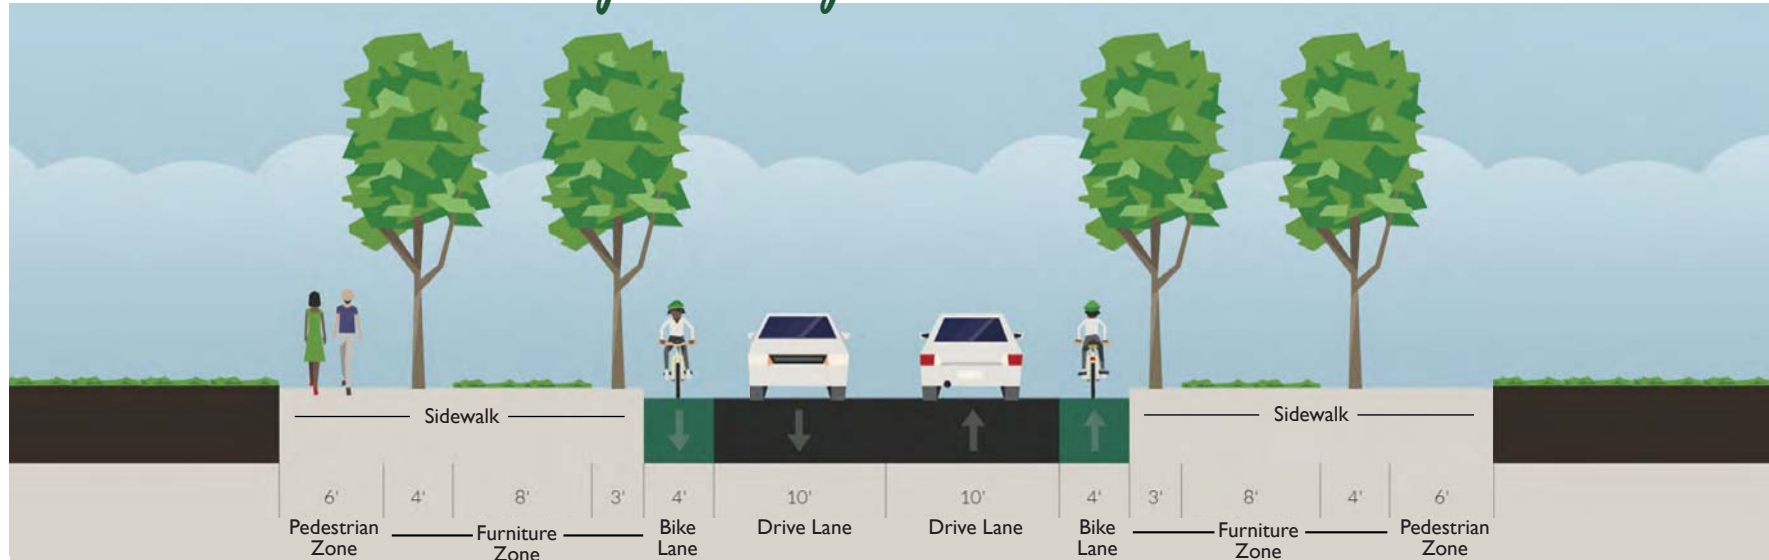 Sidewalk
Sidewalk
6' 4' 8' 3' 4' 10' 10' 4' 3' 8' 4' 6'
Pedestrian Zone
Furniture Zone
Bike Lane
Drive Lane
Drive Lane
Bike Lane
Furniture Zone
Pedestrian Zone